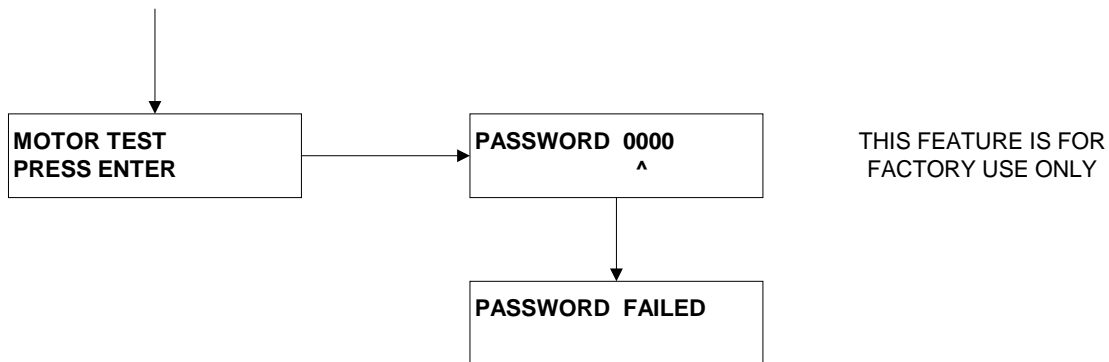 MOTOR TEST
PRESS ENTER
PASSWORD 0000
^
THIS FEATURE IS FOR
FACTORY USE ONLY
PASSWORD FAILED